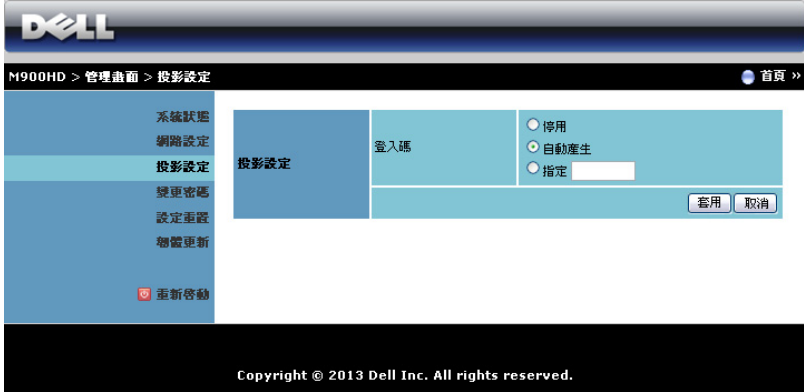 DELL
M900HD > 管理畫面 > 投影設定
首頁 »
系統狀態
網路設定
投影設定
變更密碼
設定重置
韌體更新
重新啓動
投影設定
登入碼
停用
自動產生
指定
套用
取消
Copyright © 2013 Dell Inc. All rights reserved.